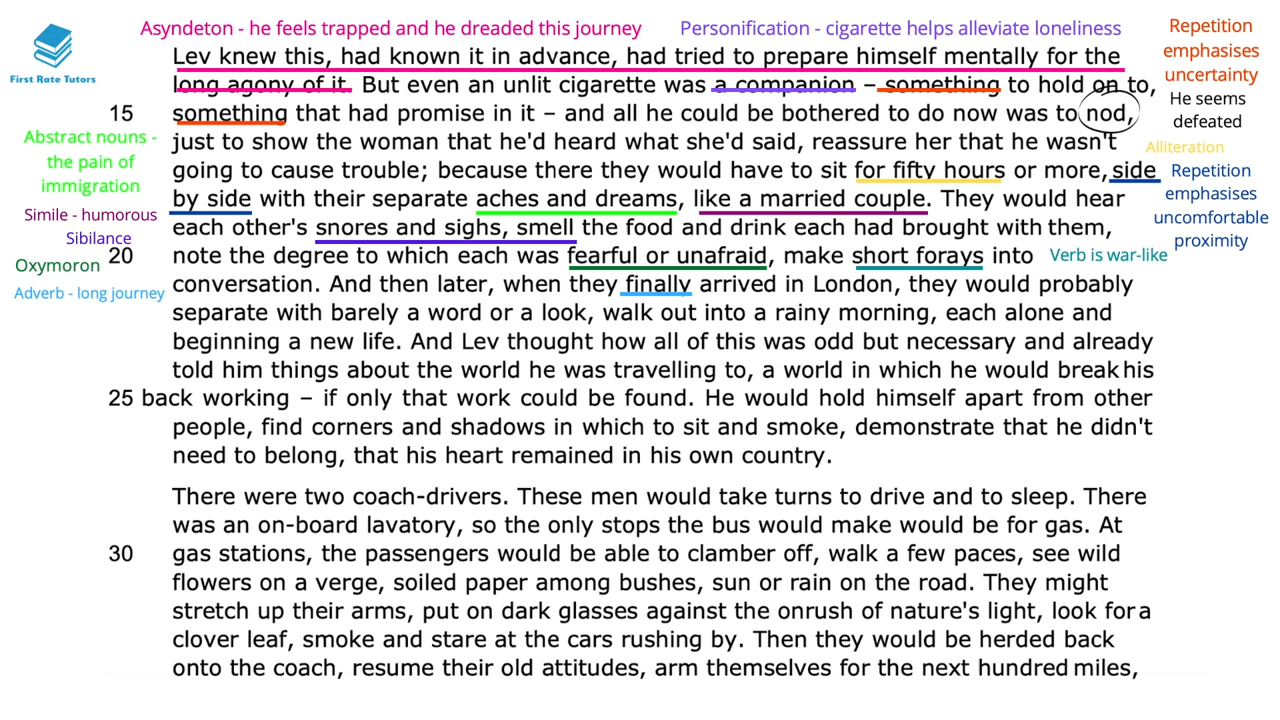 Asyndeton - he feels trapped and he dreaded this journey
Personification - cigarette helps alleviate loneliness
Repetition
emphasises
uncertainty
First Rate Tutors
Lev knew this, had known it in advance, had tried to prepare himself mentally for the
long agony of it. But even an unlit cigarette was a companion – something to hold on to,
15 something that had promise in it – and all he could be bothered to do now was to nod,
He seems
defeated
Abstract nouns -
the pain of
immigration
just to show the woman that he'd heard what she'd said, reassure her that he wasn't
Alliteration
going to cause trouble; because there they would have to sit for fifty hours or more, side
by side with their separate aches and dreams, like a married couple. They would hear
Repetition
emphasises
uncomfortable
proximity
Simile - humorous
Sibilance
each other's snores and sighs, smell the food and drink each had brought with them,
20 note the degree to which each was fearful or unafraid, make short forays into
Verb is war-like
Oxymoron
Adverb - long journey
conversation. And then later, when they finally arrived in London, they would probably
separate with barely a word or a look, walk out into a rainy morning, each alone and
beginning a new life. And Lev thought how all of this was odd but necessary and already
told him things about the world he was travelling to, a world in which he would break his
25 back working – if only that work could be found. He would hold himself apart from other
people, find corners and shadows in which to sit and smoke, demonstrate that he didn't
need to belong, that his heart remained in his own country.
There were two coach-drivers. These men would take turns to drive and to sleep. There
was an on-board lavatory, so the only stops the bus would make would be for gas. At
30 gas stations, the passengers would be able to clamber off, walk a few paces, see wild
flowers on a verge, soiled paper among bushes, sun or rain on the road. They might
stretch up their arms, put on dark glasses against the onrush of nature's light, look for a
clover leaf, smoke and stare at the cars rushing by. Then they would be herded back
onto the coach, resume their old attitudes, arm themselves for the next hundred miles,